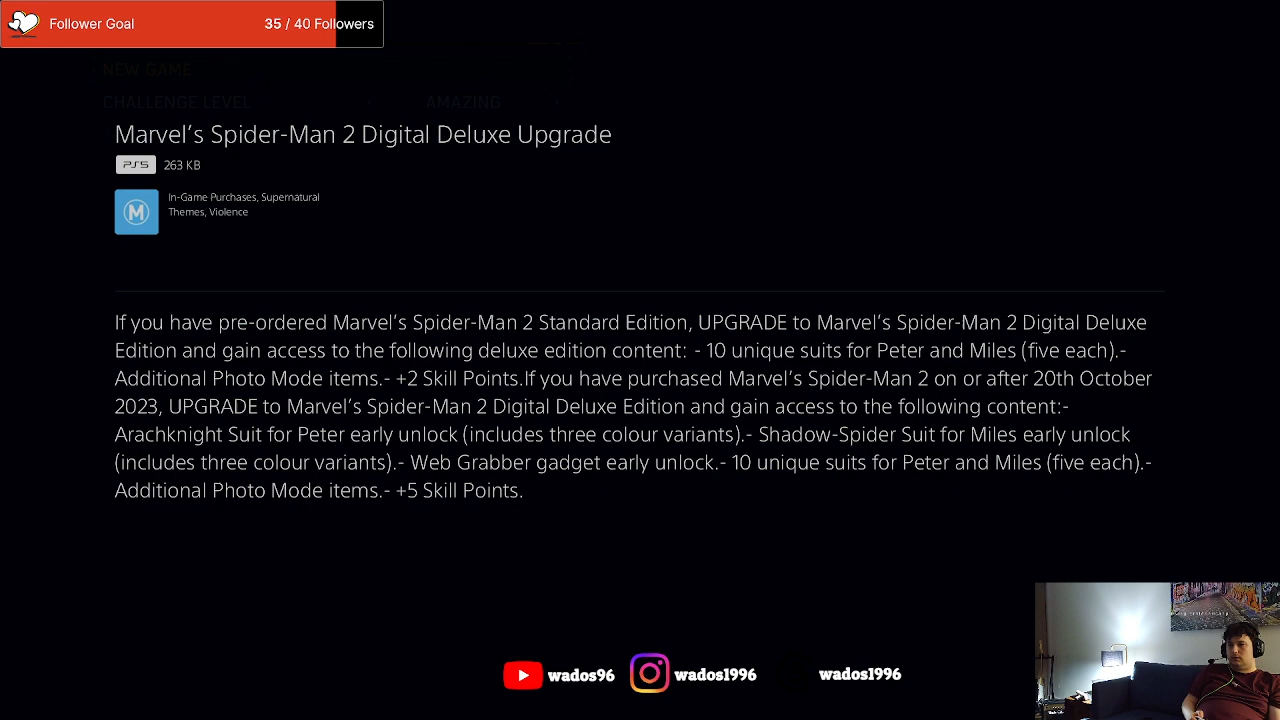 Follower Goal 35 / 40 Followers
NEW GAME
CHALLENGE LEVEL AMAZING
Marvel’s Spider-Man 2 Digital Deluxe Upgrade
PS5 263 KB
M
In-Game Purchases, Supernatural
Themes, Violence
If you have pre-ordered Marvel’s Spider-Man 2 Standard Edition, UPGRADE to Marvel’s Spider-Man 2 Digital Deluxe
Edition and gain access to the following deluxe edition content: - 10 unique suits for Peter and Miles (five each).-
Additional Photo Mode items.- +2 Skill Points.If you have purchased Marvel’s Spider-Man 2 on or after 20th October
2023, UPGRADE to Marvel’s Spider-Man 2 Digital Deluxe Edition and gain access to the following content:-
Arachknight Suit for Peter early unlock (includes three colour variants).- Shadow-Spider Suit for Miles early unlock
(includes three colour variants).- Web Grabber gadget early unlock.- 10 unique suits for Peter and Miles (five each).-
Additional Photo Mode items.- +5 Skill Points.
wados96 wados1996 wados1996